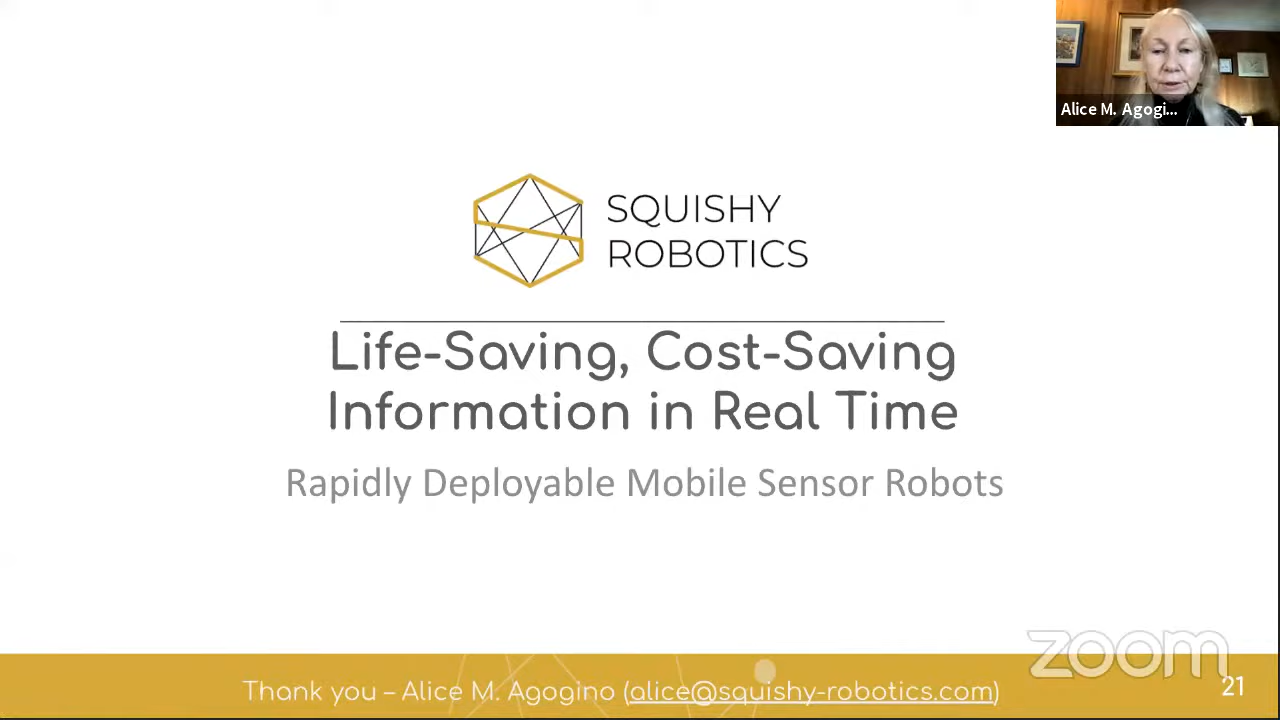 Alice M. Agogi...
SQUISHY
ROBOTICS
Life-Saving, Cost-Saving
Information in Real Time
Rapidly Deployable Mobile Sensor Robots
zoom
Thank you – Alice M. Agogino (alice@squishy-robotics.com)
21